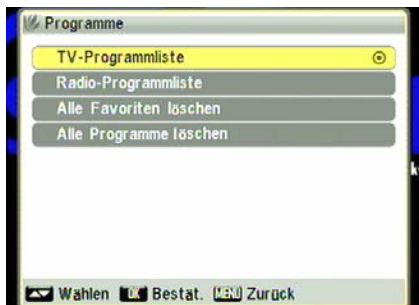 Programme
TV-Programmliste
Radio-Programmliste
Alle Favoriten löschen
Alle Programme löschen
Wählen OK Bestät. MENU Zurück